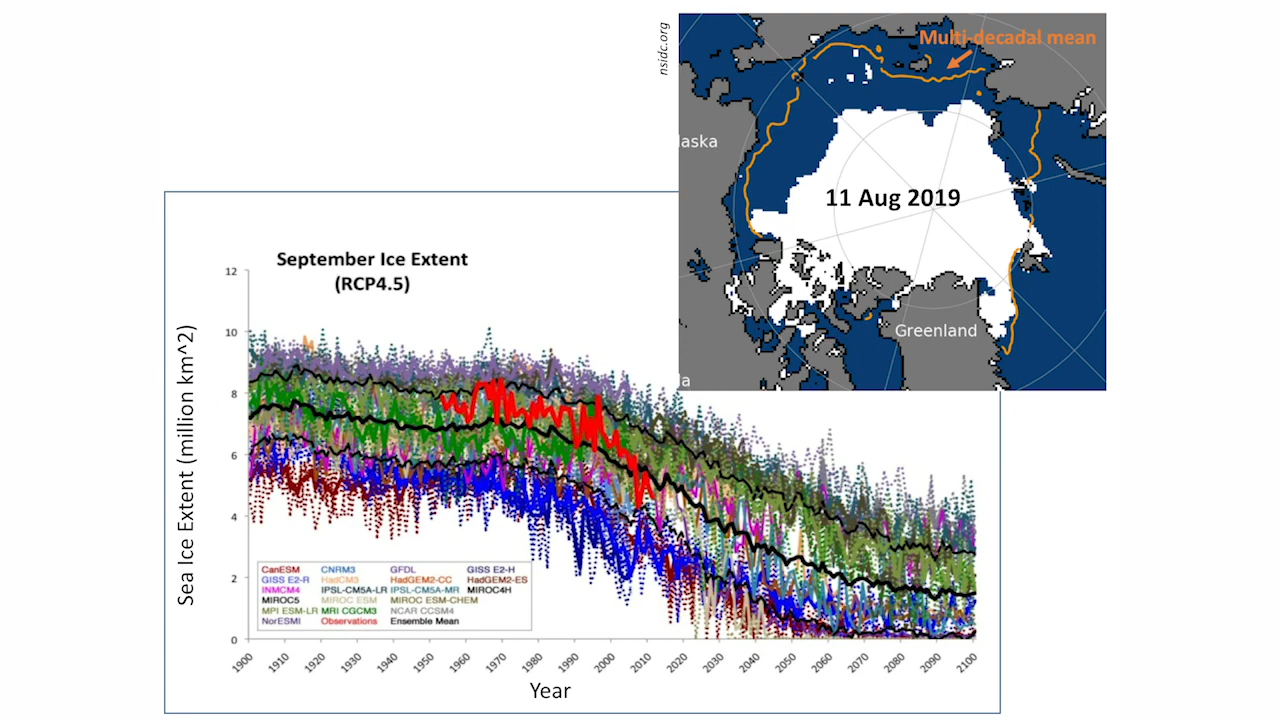 nsidc.org
Multi-decadal mean
laska
11 Aug 2019
Greenland
la
September Ice Extent
(RCP4.5)
Sea Ice Extent (million km^2)
12
10
8
6
4
2
0
CanESM CNRM3 GFDL GISS E2-H
GISS E2-R HadCM3 HadGEM2-CC HadGEM2-ES
INMCM4 IPSL-CM5A-LR IPSL-CM5A-MR MIROC4H
MIROC5 MIROC ESM MIROC ESM-CHEM
MPI ESM-LR MRI CGCM3 NCAR CCSM4
NorESMI Observations Ensemble Mean
1900 1910 1920 1930 1940 1950 1960 1970 1980 1990 2000 2010 2020 2030 2040 2050 2060 2070 2080 2090 2100
Year